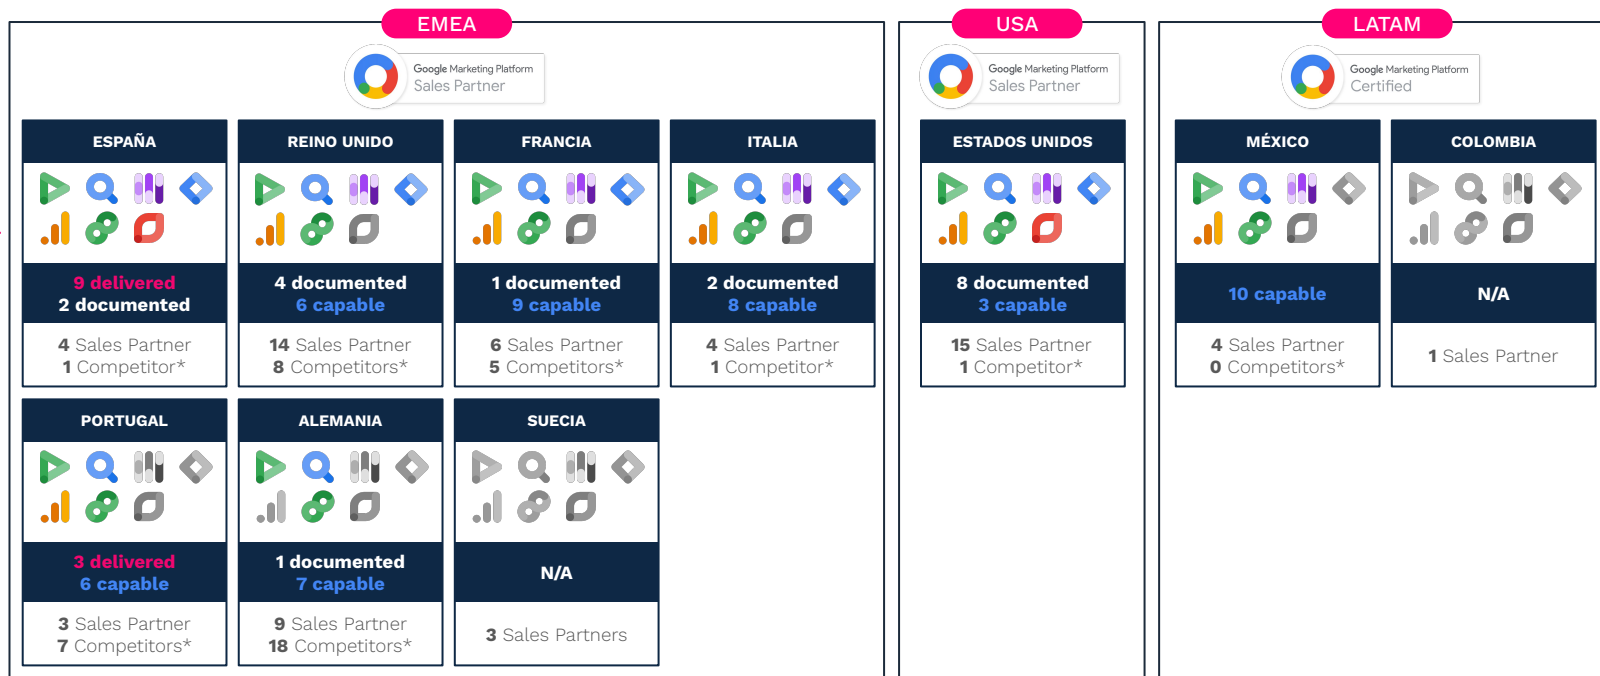 EMEA
Google Marketing Platform
Sales Partner
ESPAÑA
9 delivered
2 documented
4 Sales Partner
1 Competitor*
REINO UNIDO
4 documented
6 capable
14 Sales Partner
8 Competitors*
FRANCIA
1 documented
9 capable
6 Sales Partner
5 Competitors*
ITALIA
2 documented
8 capable
4 Sales Partner
1 Competitor*
PORTUGAL
3 delivered
6 capable
3 Sales Partner
7 Competitors*
ALEMANIA
1 documented
7 capable
9 Sales Partner
18 Competitors*
SUECIA
N/A
3 Sales Partners
USA
Google Marketing Platform
Sales Partner
ESTADOS UNIDOS
8 documented
3 capable
15 Sales Partner
1 Competitor*
LATAM
Google Marketing Platform
Certified
MÉXICO
10 capable
4 Sales Partner
0 Competitors*
COLOMBIA
N/A
1 Sales Partner